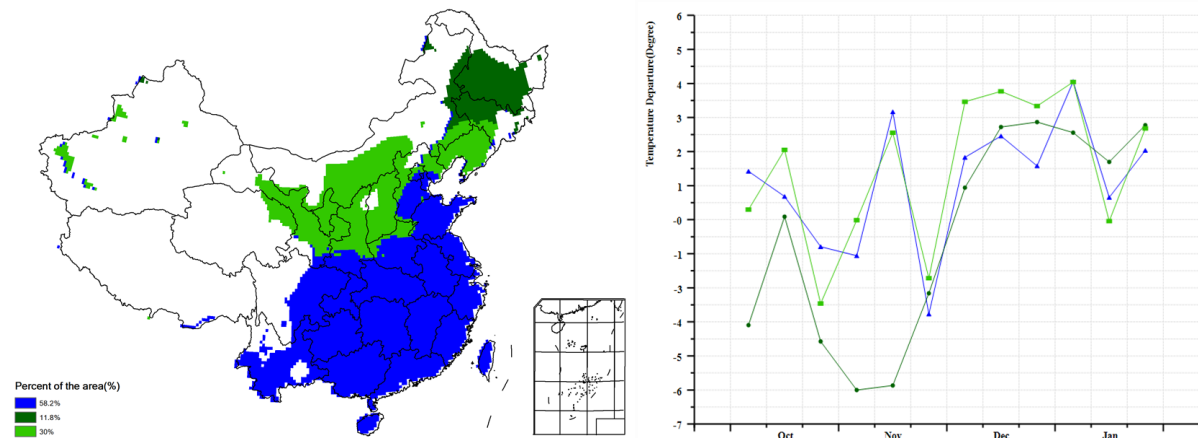 Percent of the area(%)
58.2%
11.8%
30%
Temperature Departure(Degree)
6
5
4
3
2
1
-0
-1
-3
-4
-5
-6
-7
Oct
Nov
Dec
Jan